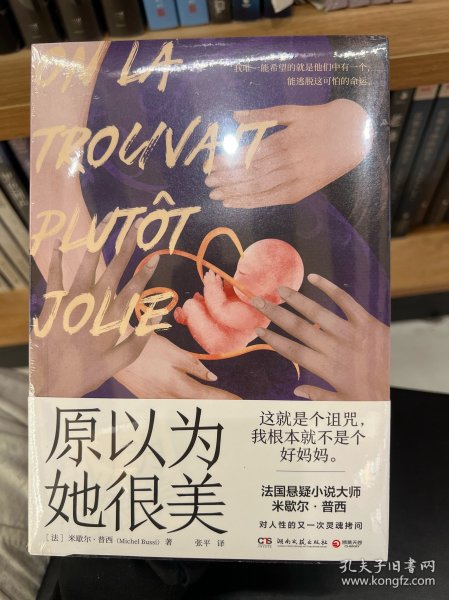 ON LA
TROUVAIT
PLUTÔT
JOLIE
我唯一能希望的就是他们中有一个,
能逃脱这可怕的命运。
原以为
她很美
[法] 米歇尔·普西 (Michel Bussi) 著 张平 译
这就是个诅咒,
我根本就不是个
好妈妈。
法国悬疑小说大师
米歇尔·普西
对人性的又一次灵魂拷问
湖南文艺出版社
博集天卷
孔夫子旧书网
www.kongfz.com